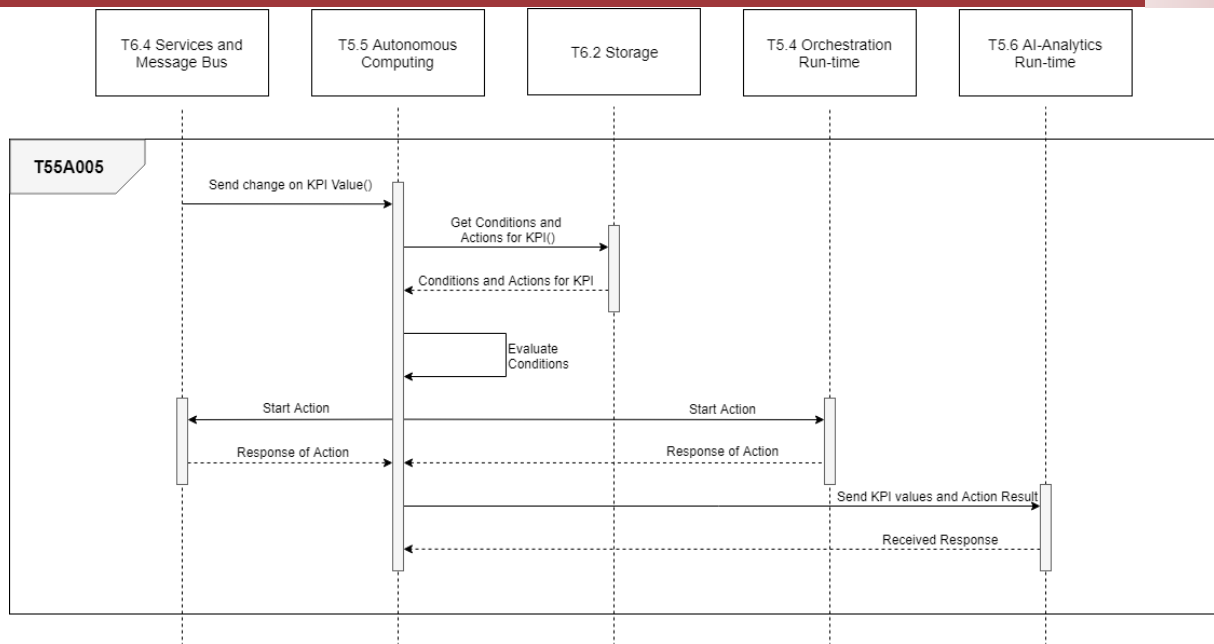 T6.4 Services and
Message Bus
T5.5 Autonomous
Computing
T6.2 Storage
T5.4 Orchestration
Run-time
T5.6 AI-Analytics
Run-time
T55A005
Send change on KPI Value()
Get Conditions and
Actions for KPI()
Conditions and Actions for KPI
Evaluate
Conditions
Start Action
Start Action
Response of Action
Response of Action
Send KPI values and Action Result
Received Response